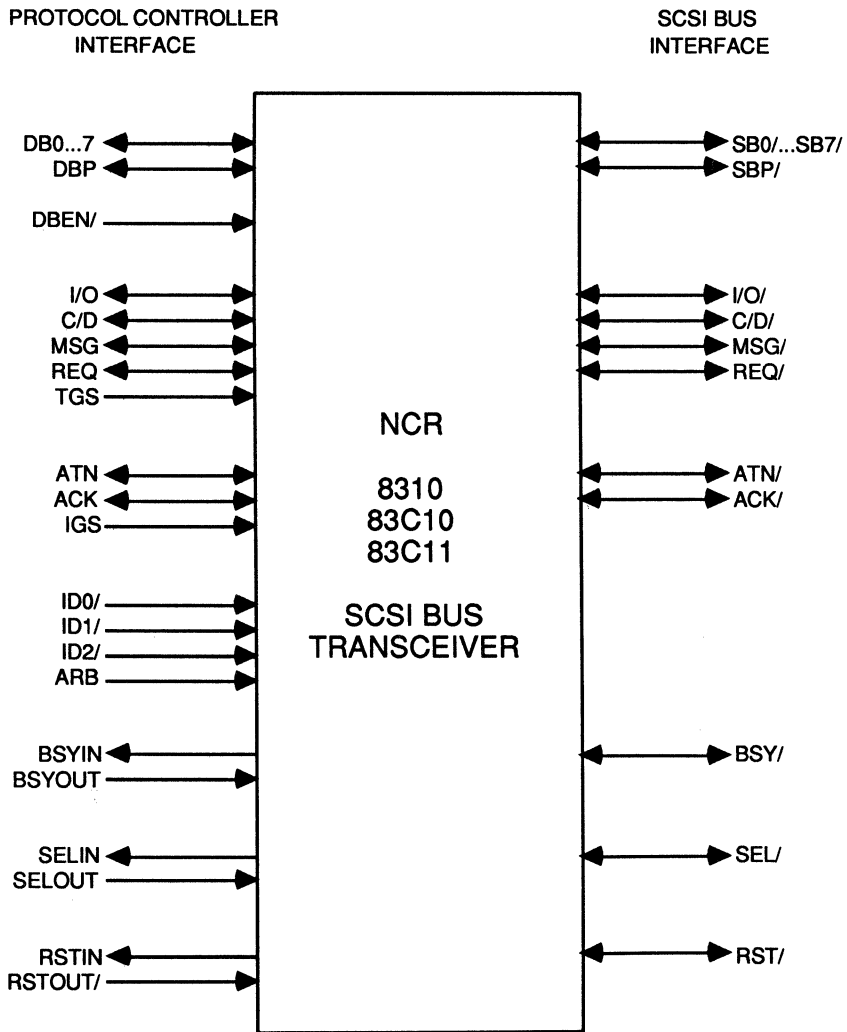 PROTOCOL CONTROLLER
INTERFACE
SCSI BUS
INTERFACE
DB0...7
DBP
DBEN/
I/O
C/D
MSG
REQ
TGS
ATN
ACK
IGS
ID0/
ID1/
ID2/
ARB
BSYIN
BSYOUT
SELIN
SELOUT
RSTIN
RSTOUT/
NCR
8310
83C10
83C11
SCSI BUS
TRANSCEIVER
SB0/...SB7/
SBP/
I/O/
C/D/
MSG/
REQ/
ATN/
ACK/
BSY/
SEL/
RST/